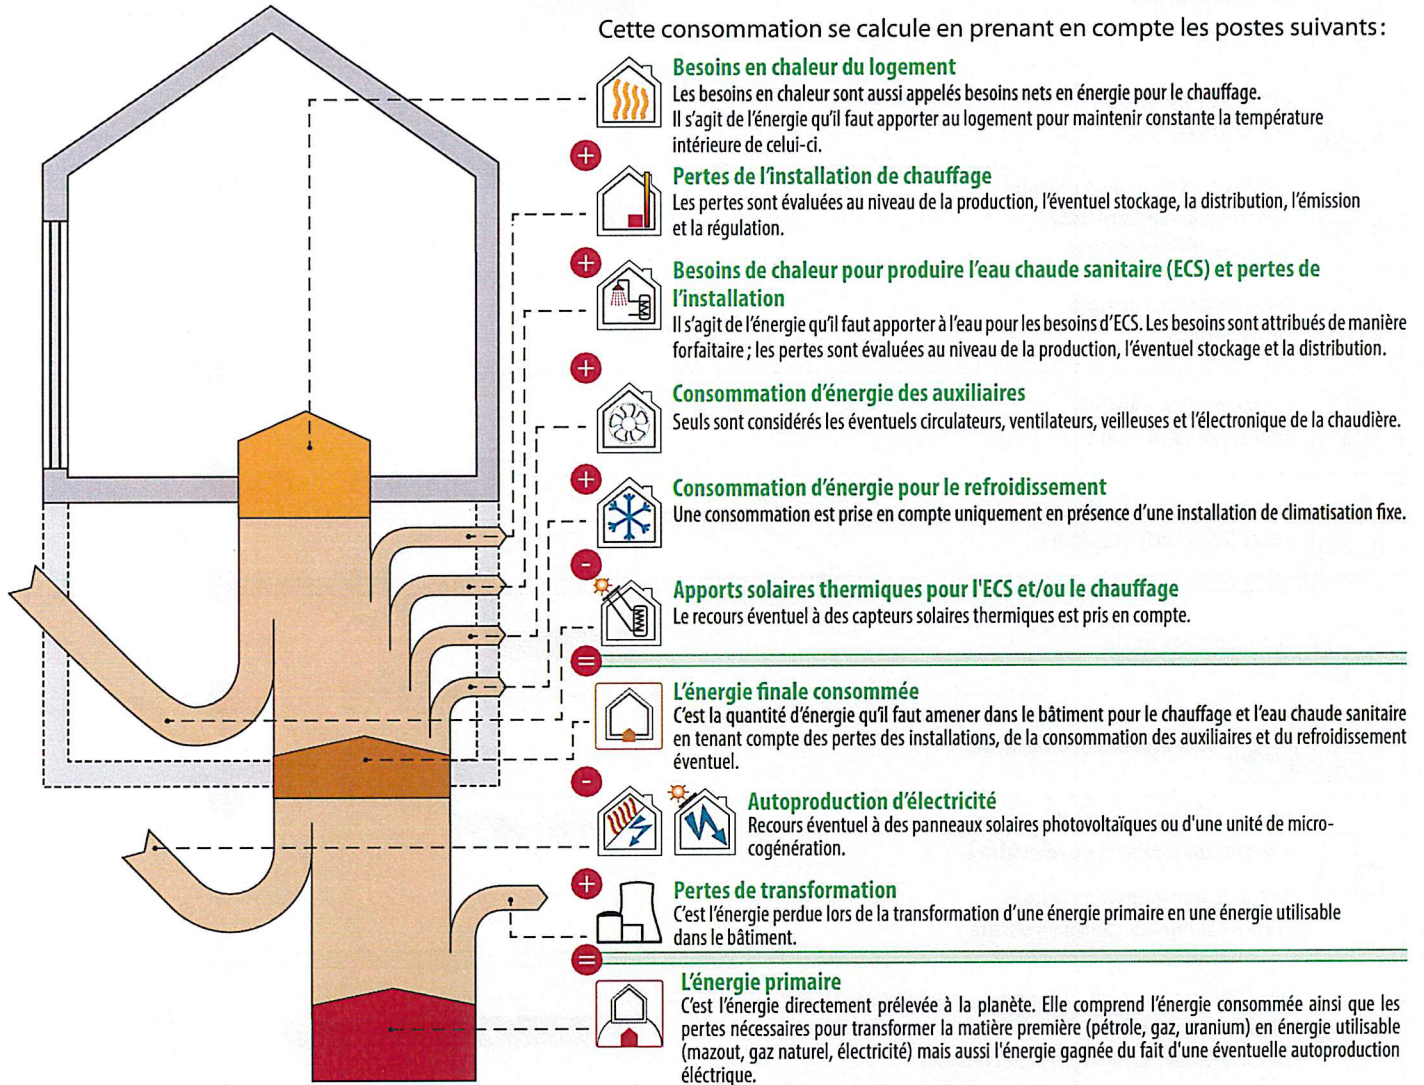 Cette consommation se calcule en prenant en compte les postes suivants:
Besoins en chaleur du logement
Les besoins en chaleur sont aussi appelés besoins nets en énergie pour le chauffage.
Il s'agit de l'énergie qu'il faut apporter au logement pour maintenir constante la température
intérieure de celui-ci.
+
Pertes de l'installation de chauffage
Les pertes sont évaluées au niveau de la production, l'éventuel stockage, la distribution, l'émission
et la régulation.
+
Besoins de chaleur pour produire l'eau chaude sanitaire (ECS) et pertes de
l'installation
Il s'agit de l'énergie qu'il faut apporter à l'eau pour les besoins d'ECS. Les besoins sont attribués de manière
forfaitaire ; les pertes sont évaluées au niveau de la production, l'éventuel stockage et la distribution.
+
Consommation d'énergie des auxiliaires
Seuls sont considérés les éventuels circulateurs, ventilateurs, veilleuses et l'électronique de la chaudière.
+
Consommation d'énergie pour le refroidissement
Une consommation est prise en compte uniquement en présence d'une installation de climatisation fixe.
-
Apports solaires thermiques pour l'ECS et/ou le chauffage
Le recours éventuel à des capteurs solaires thermiques est pris en compte.
=
L'énergie finale consommée
C'est la quantité d'énergie qu'il faut amener dans le bâtiment pour le chauffage et l'eau chaude sanitaire
en tenant compte des pertes des installations, de la consommation des auxiliaires et du refroidissement
éventuel.
-
Autoproduction d'électricité
Recours éventuel à des panneaux solaires photovoltaïques ou d'une unité de micro-
cogénération.
+
Pertes de transformation
C'est l'énergie perdue lors de la transformation d'une énergie primaire en une énergie utilisable
dans le bâtiment.
=
L'énergie primaire
C'est l'énergie directement prélevée à la planète. Elle comprend l'énergie consommée ainsi que les
pertes nécessaires pour transformer la matière première (pétrole, gaz, uranium) en énergie utilisable
(mazout, gaz naturel, électricité) mais aussi l'énergie gagnée du fait d'une éventuelle autoproduction
éléctrique.